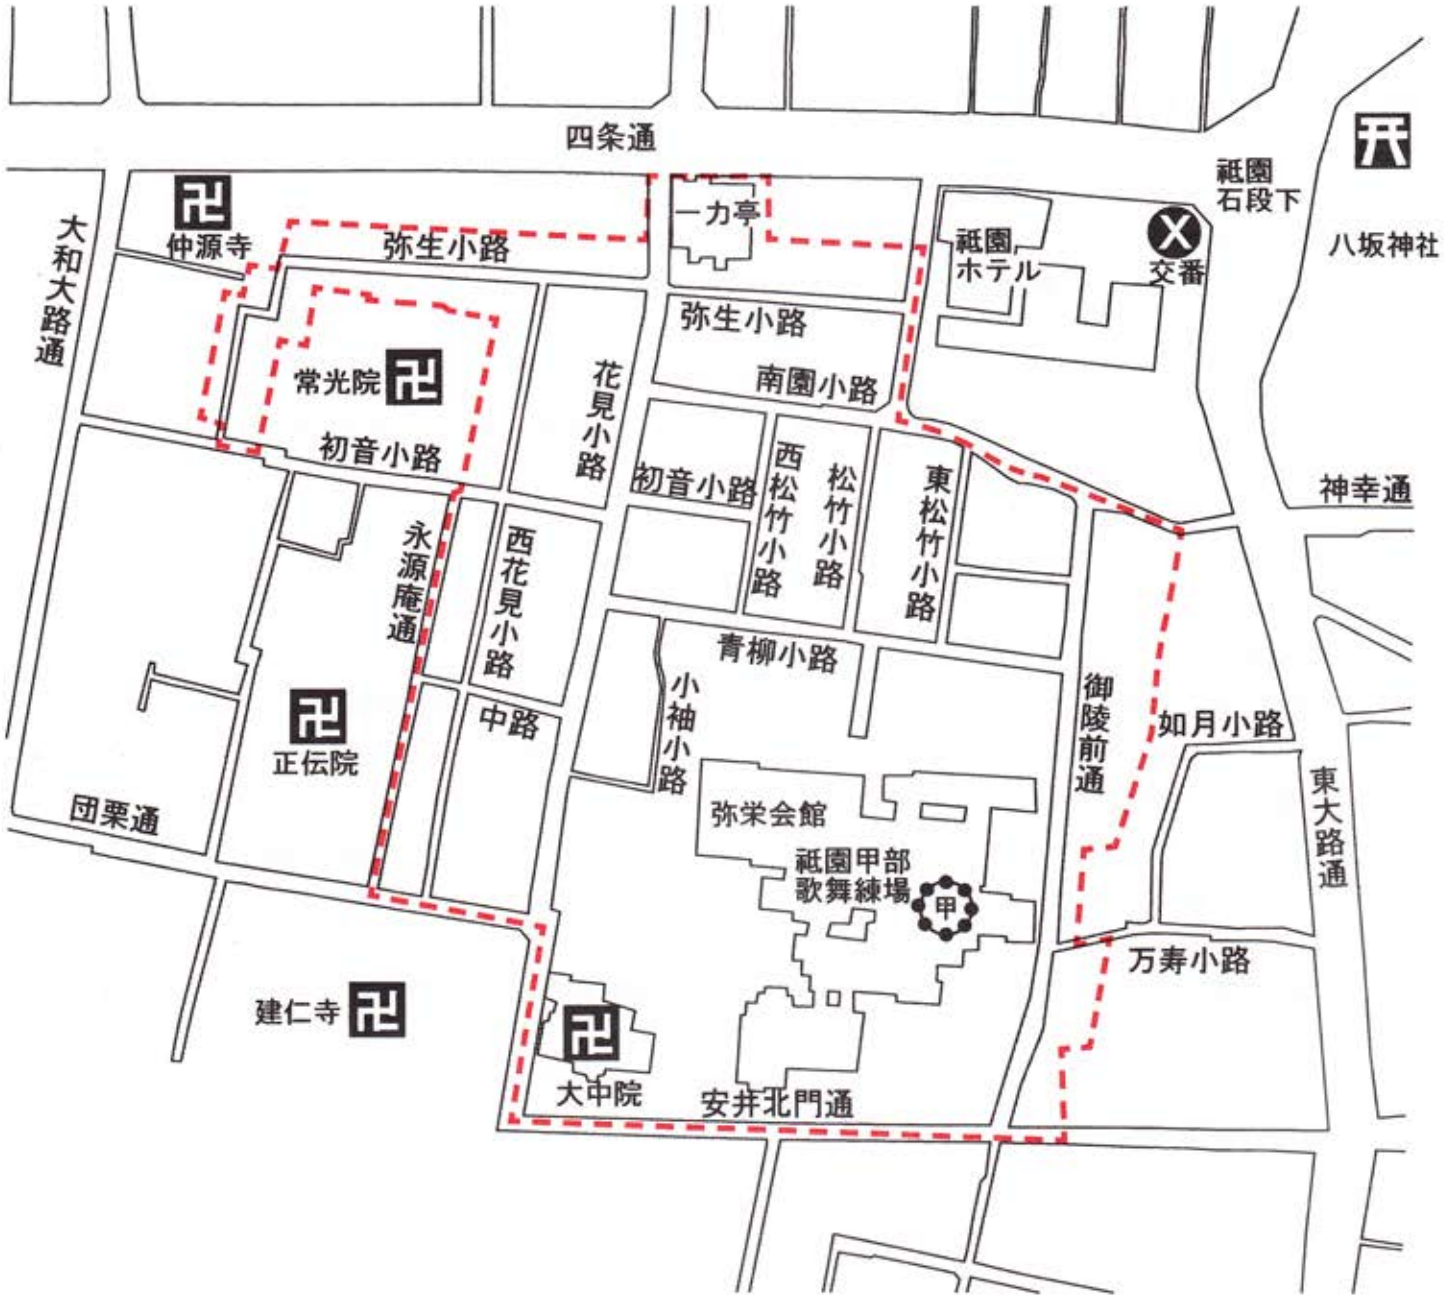 四条通
祇園
石段下
大和大路通
仲源寺
弥生小路
一力亭
祇園
ホテル
交番
八坂神社
弥生小路
常光院
花見小路
南園小路
初音小路
初音小路
西松竹小路
松竹小路
東松竹小路
神幸通
永源庵通
西花見小路
青柳小路
小袖小路
御陵前通
如月小路
正伝院
中路
団栗通
弥栄会館
東大路通
祇園甲部
歌舞練場
甲
万寿小路
建仁寺
大中院
安井北門通